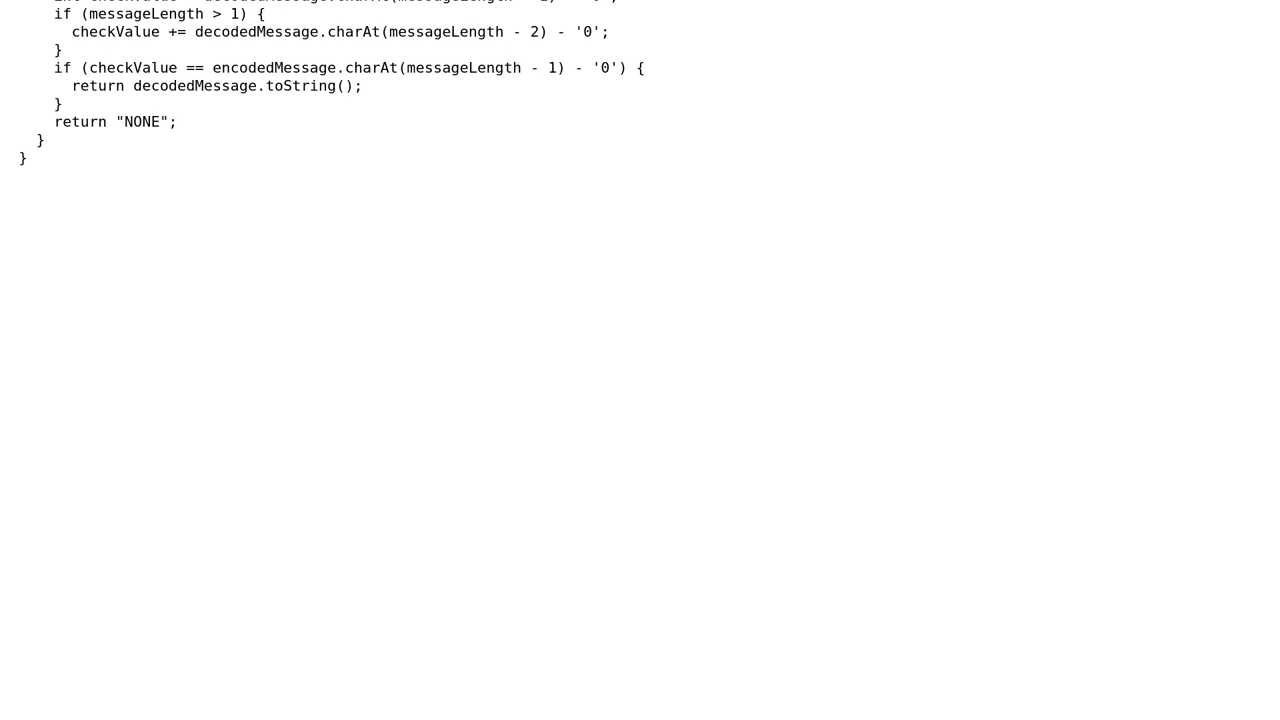 if (messageLength > 1) {
checkValue += decodedMessage.charAt(messageLength - 2) - '0';
}
if (checkValue == encodedMessage.charAt(messageLength - 1) - '0') {
return decodedMessage.toString();
}
return "NONE";
}
}